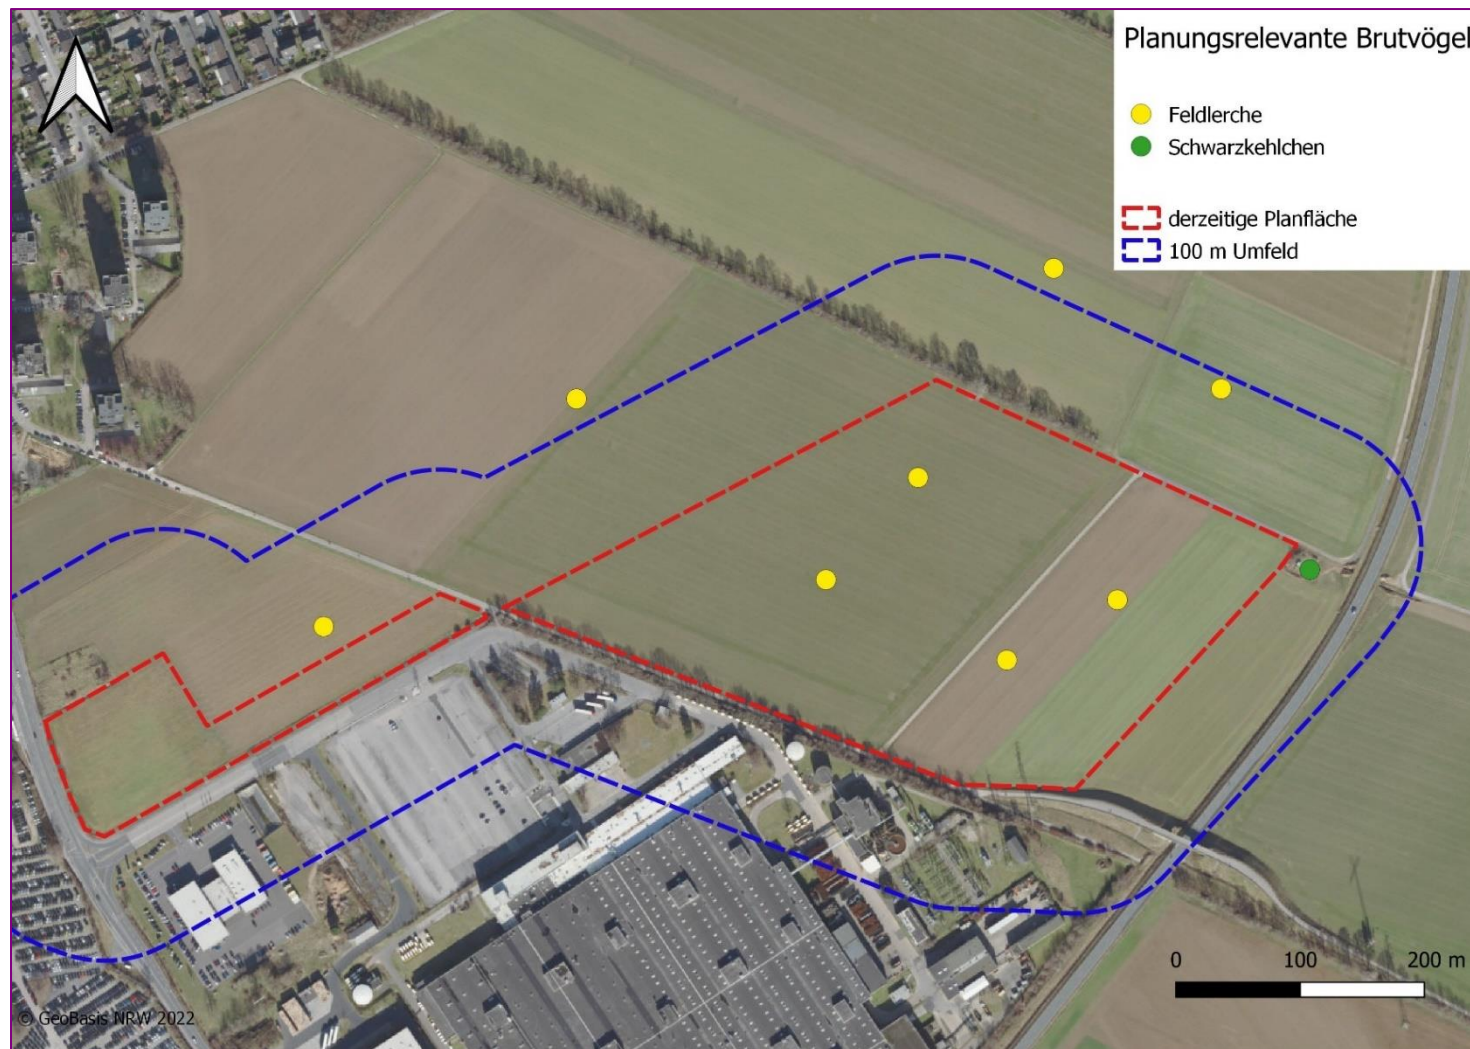 Planungsrelevante Brutvögel
Feldlerche
Schwarzkehlchen
derzeitige Planfläche
100 m Umfeld
0 100 200 m
© GeoBasis NRW 2022